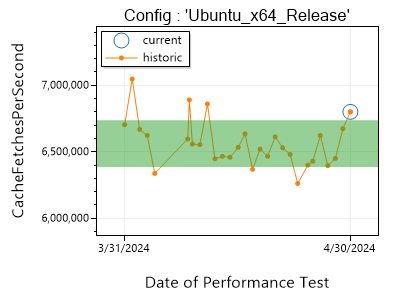 Config : 'Ubuntu_x64_Release'
current
historic
CacheFetchesPerSecond
7,000,000
6,500,000
6,000,000
3/31/2024
4/30/2024
Date of Performance Test